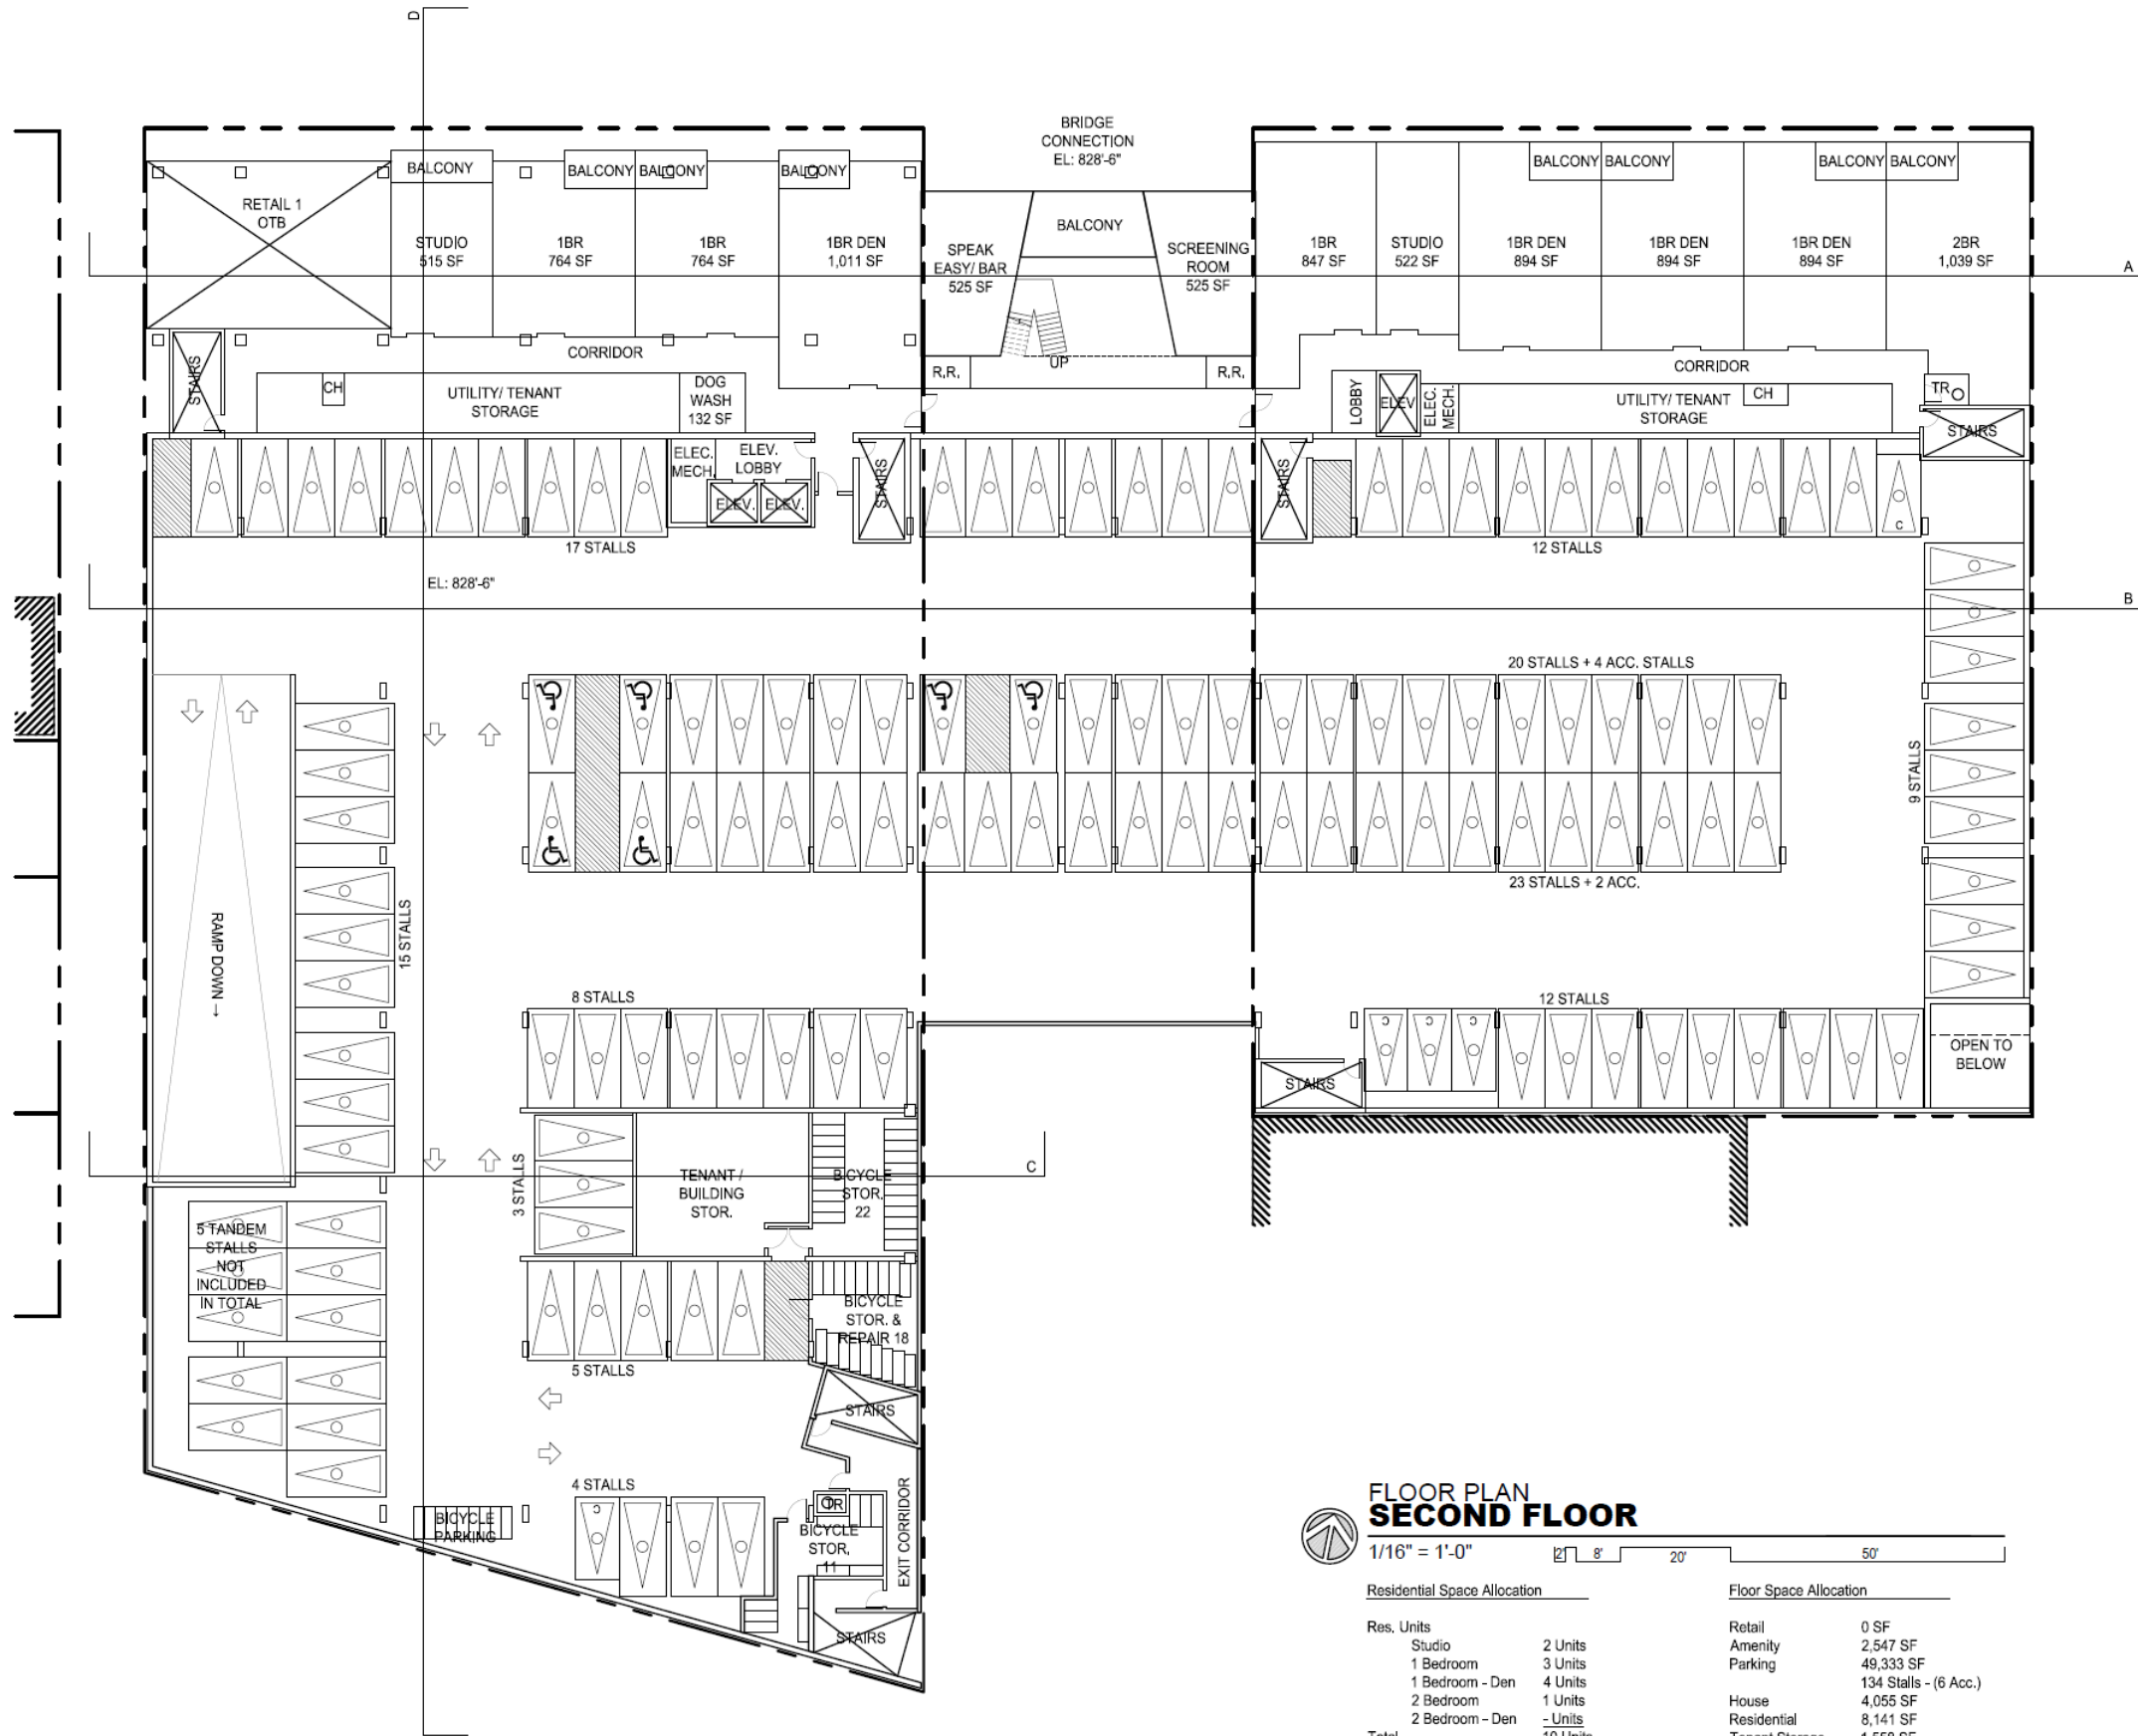 D
BRIDGE
CONNECTION
EL: 828'-6"
BALCONY
BALCONY
BALCONY
BALCONY
BALCONY
BALCONY
BALCONY
BALCONY
RETAIL 1
OTB
BALCONY
STUDIO
515 SF
1BR
764 SF
1BR
764 SF
1BR DEN
1,011 SF
SPEAK
EASY/ BAR
525 SF
SCREENING
ROOM
525 SF
1BR
847 SF
STUDIO
522 SF
1BR DEN
894 SF
1BR DEN
894 SF
1BR DEN
894 SF
2BR
1,039 SF
A
CORRIDOR
UP
CORRIDOR
STAIRS
CH
UTILITY/ TENANT
STORAGE
DOG
WASH
132 SF
R.R.
R.R.
LOBBY
ELEV
ELEC.
MECH.
UTILITY/ TENANT
STORAGE
CH
TR
STAIRS
ELEC.
MECH.
ELEV.
LOBBY
ELEV.
ELEV.
STAIRS
STAIRS
C
17 STALLS
12 STALLS
EL: 828'-6"
B
20 STALLS + 4 ACC. STALLS
9 STALLS
23 STALLS + 2 ACC.
RAMP DOWN →
15 STALLS
8 STALLS
12 STALLS
C
C
C
OPEN TO
BELOW
STAIRS
3 STALLS
TENANT /
BUILDING
STOR.
BICYCLE
STOR.
22
C
5 TANDEM
STALLS
NOT
INCLUDED
IN TOTAL
BICYCLE
STOR. &
REPAIR 18
5 STALLS
STAIRS
4 STALLS
C
BICYCLE
PARKING
TR
BICYCLE
STOR.
11
EXIT CORRIDOR
STAIRS
FLOOR PLAN
SECOND FLOOR
1/16" = 1'-0"
2' 8' 20' 50'
Residential Space Allocation
Res. Units
Studio 2 Units
1 Bedroom 3 Units
1 Bedroom - Den 4 Units
2 Bedroom 1 Units
2 Bedroom - Den - Units
Total 10 Units
Floor Space Allocation
Retail 0 SF
Amenity 2,547 SF
Parking 49,333 SF
134 Stalls - (6 Acc.)
House 4,055 SF
Residential 8,141 SF